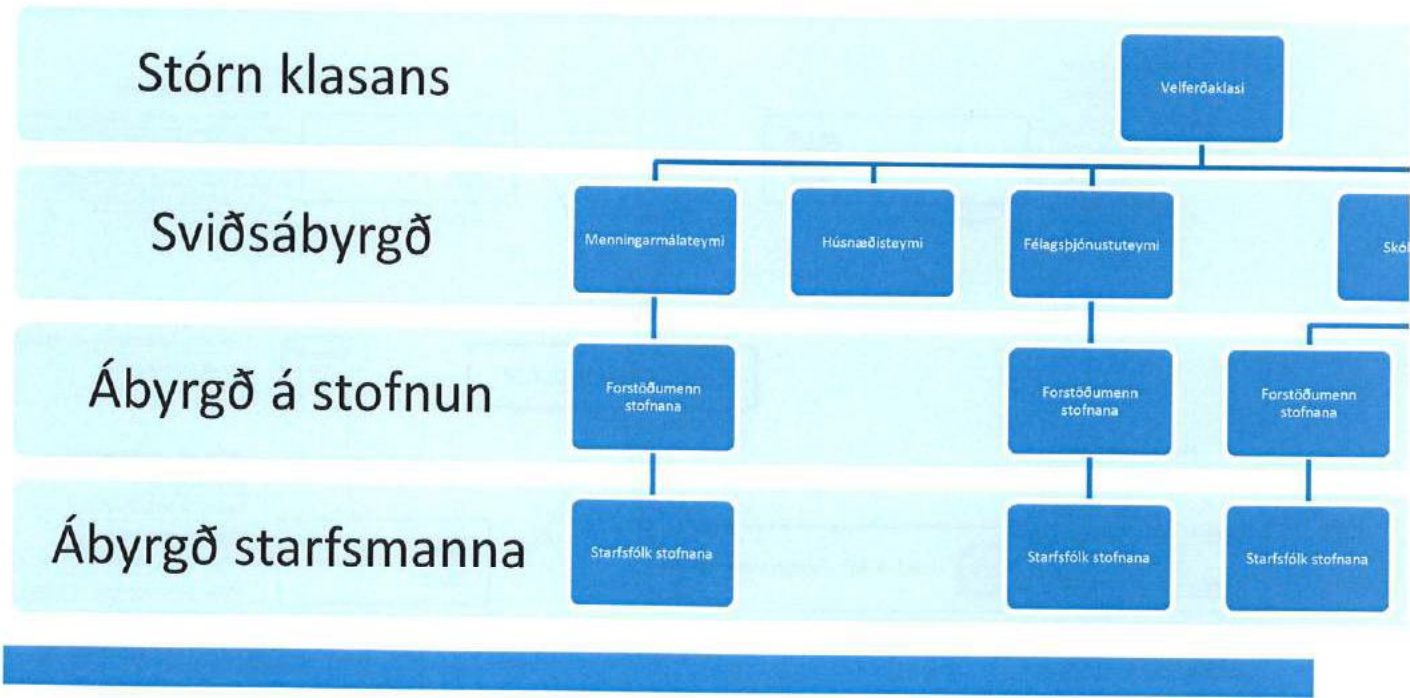 Stórn klasans
Velferðaklasi
Sviðsábyrgð
Menningarmálateymi
Húsnæðisteymi
Félagsþjónustuteymi
Skól
Ábyrgð á stofnun
Forstöðumenn
stofnana
Forstöðumenn
stofnana
Forstöðumenn
stofnana
Ábyrgð starfsmanna
Starfsfólk stofnana
Starfsfólk stofnana
Starfsfólk stofnana